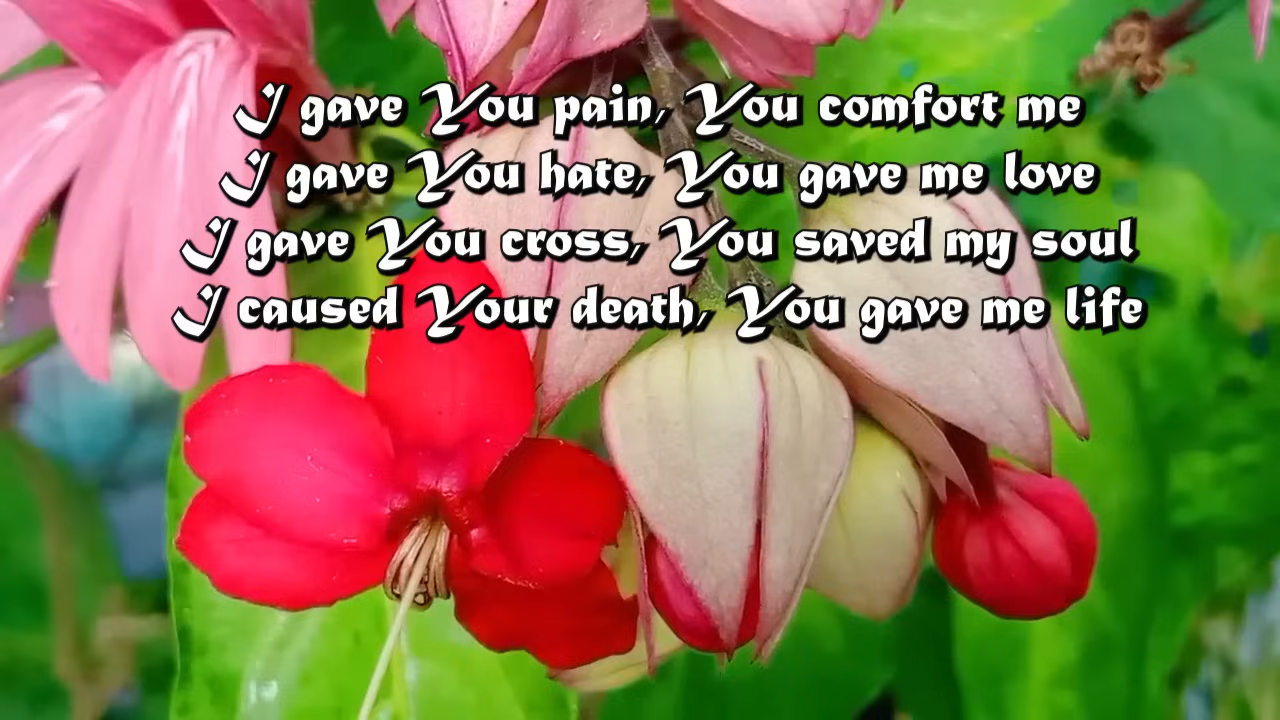 I gave You pain, You comfort me
I gave You hate, You gave me love
I gave You cross, You saved my soul
I caused Your death, You gave me life